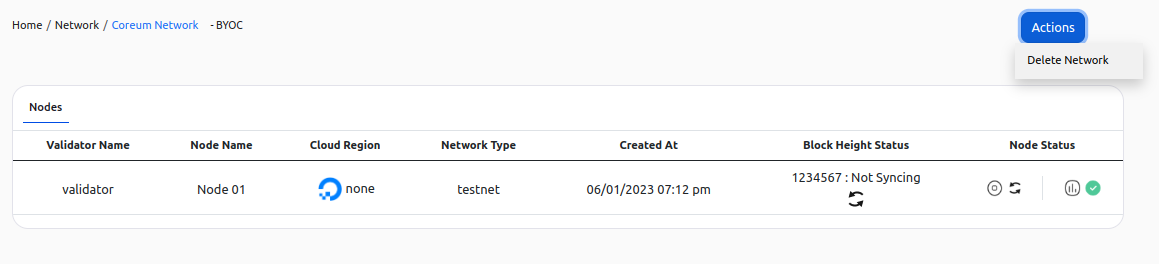 Home / Network / Coreum Network - BYOC
Actions
Delete Network
Nodes
Validator Name Node Name Cloud Region Network Type Created At Block Height Status Node Status
validator Node 01 none testnet 06/01/2023 07:12 pm 1234567 : Not Syncing